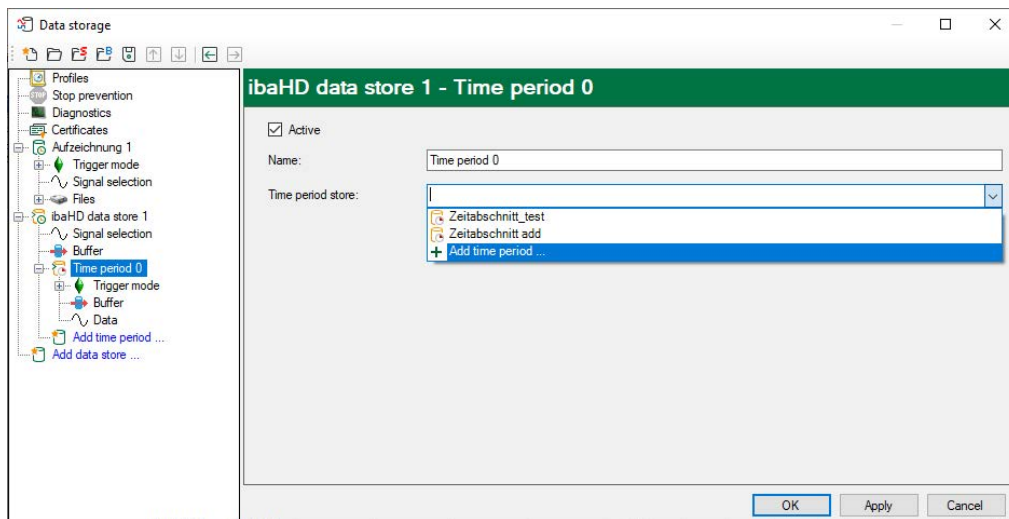 Data storage
Profiles
Stop prevention
Diagnostics
Certificates
Aufzeichnung 1
Trigger mode
Signal selection
Files
ibaHD data store 1
Signal selection
Buffer
Time period 0
Trigger mode
Buffer
Data
Add time period ...
Add data store ...
ibaHD data store 1 - Time period 0
Active
Name:
Time period 0
Time period store:
Zeitabschnitt_test
Zeitabschnitt add
Add time period ...
OK
Apply
Cancel